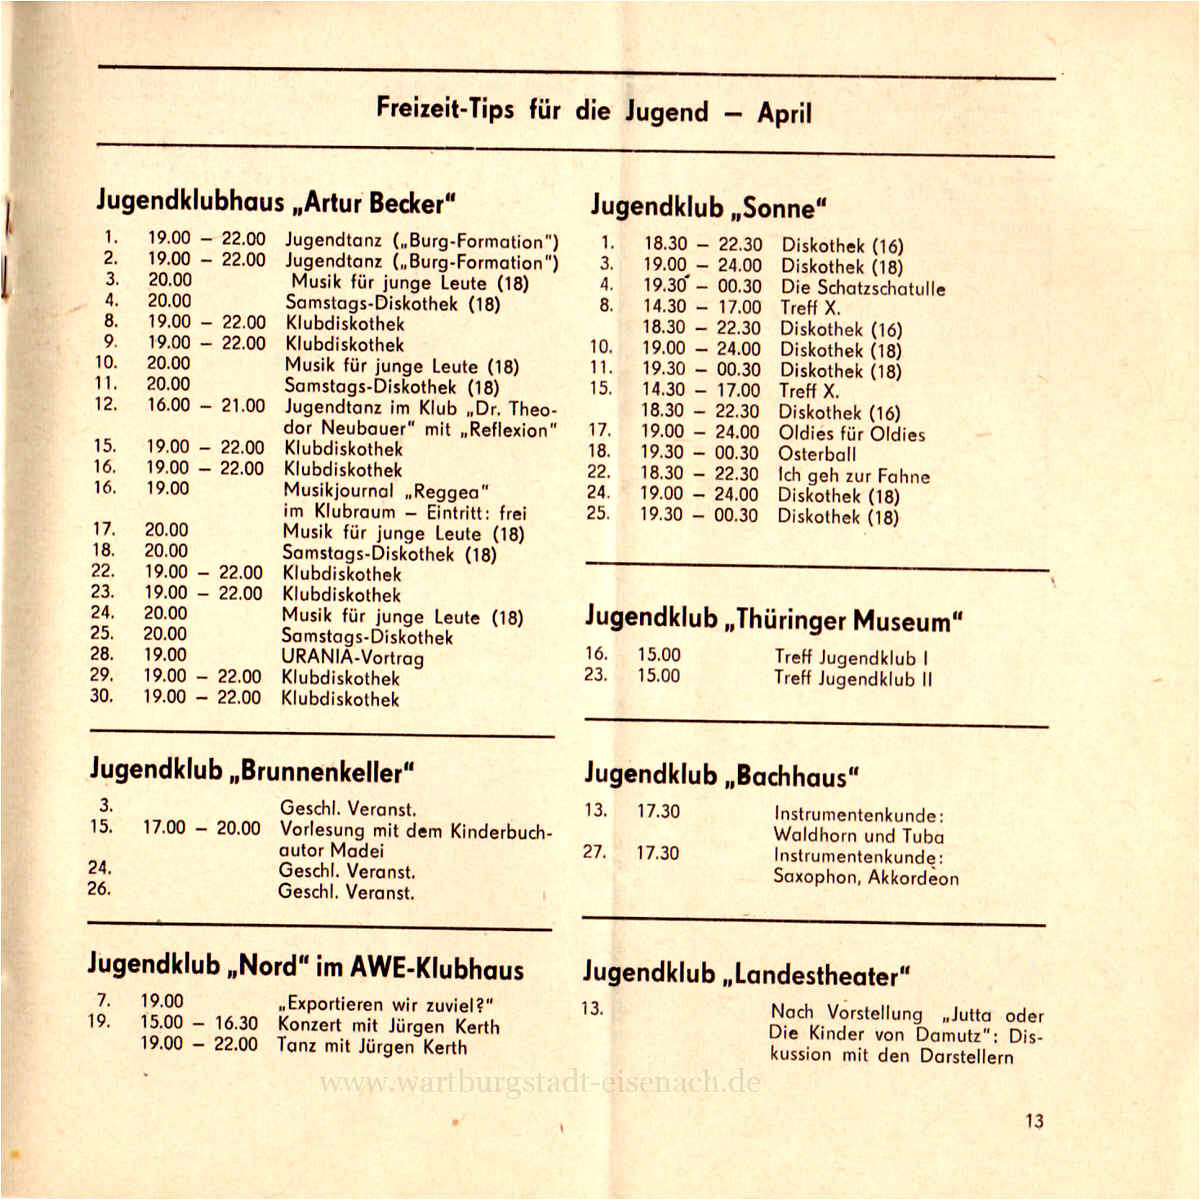 Freizeit-Tips für die Jugend — April
Jugendklubhaus „Artur Becker“
1. 19.00 — 22.00 Jugendtanz („Burg-Formation“)
2. 19.00 — 22.00 Jugendtanz („Burg-Formation“)
3. 20.00 Musik für junge Leute (18)
4. 20.00 Samstags-Diskothek (18)
8. 19.00 — 22.00 Klubdiskothek
9. 19.00 — 22.00 Klubdiskothek
10. 20.00 Musik für junge Leute (18)
11. 20.00 Samstags-Diskothek (18)
12. 16.00 — 21.00 Jugendtanz im Klub „Dr. Theo-
dor Neubauer“ mit „Reflexion“
15. 19.00 — 22.00 Klubdiskothek
16. 19.00 — 22.00 Klubdiskothek
16. 19.00 Musikjournal „Reggea“
im Klubraum — Eintritt: frei
17. 20.00 Musik für junge Leute (18)
18. 20.00 Samstags-Diskothek (18)
22. 19.00 — 22.00 Klubdiskothek
23. 19.00 — 22.00 Klubdiskothek
24. 20.00 Musik für junge Leute (18)
25. 20.00 Samstags-Diskothek
28. 19.00 URANIA-Vortrag
29. 19.00 — 22.00 Klubdiskothek
30. 19.00 — 22.00 Klubdiskothek
Jugendklub „Brunnenkeller“
3. Geschl. Veranst.
15. 17.00 — 20.00 Vorlesung mit dem Kinderbuch-
autor Madei
24. Geschl. Veranst.
26. Geschl. Veranst.
Jugendklub „Nord“ im AWE-Klubhaus
7. 19.00 „Exportieren wir zuviel?“
19. 15.00 — 16.30 Konzert mit Jürgen Kerth
19.00 — 22.00 Tanz mit Jürgen Kerth
Jugendklub „Sonne“
1. 18.30 — 22.30 Diskothek (16)
3. 19.00 — 24.00 Diskothek (18)
4. 19.30 — 00.30 Die Schatzschatulle
8. 14.30 — 17.00 Treff X.
18.30 — 22.30 Diskothek (16)
10. 19.00 — 24.00 Diskothek (18)
11. 19.30 — 00.30 Diskothek (18)
15. 14.30 — 17.00 Treff X.
18.30 — 22.30 Diskothek (16)
17. 19.00 — 24.00 Oldies für Oldies
18. 19.30 — 00.30 Osterball
22. 18.30 — 22.30 Ich geh zur Fahne
24. 19.00 — 24.00 Diskothek (18)
25. 19.30 — 00.30 Diskothek (18)
Jugendklub „Thüringer Museum“
16. 15.00 Treff Jugendklub I
23. 15.00 Treff Jugendklub II
Jugendklub „Bachhaus“
13. 17.30 Instrumentenkunde:
Waldhorn und Tuba
27. 17.30 Instrumentenkunde:
Saxophon, Akkordeon
Jugendklub „Landestheater“
13. Nach Vorstellung „Jutta oder
Die Kinder von Damutz“: Dis-
kussion mit den Darstellern
www.wartburgstadt-eisenach.de
13